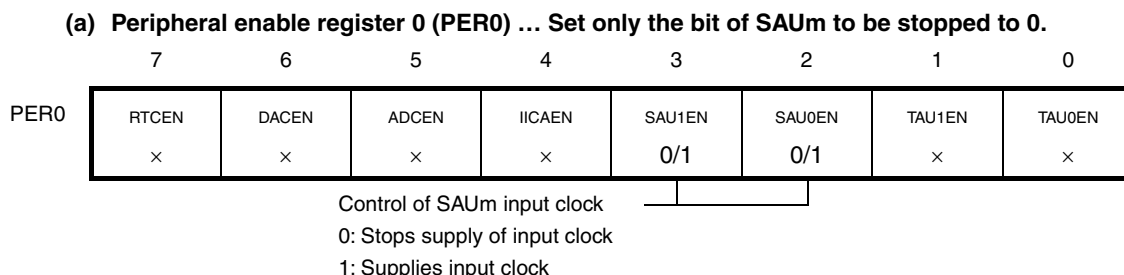 (a) Peripheral enable register 0 (PER0) … Set only the bit of SAUm to be stopped to 0.
7 6 5 4 3 2 1 0
PER0 RTCEN DACEN ADCEN IICAEN SAU1EN SAU0EN TAU1EN TAU0EN
× × × × 0/1 0/1 × ×
Control of SAUm input clock
0: Stops supply of input clock
1: Supplies input clock